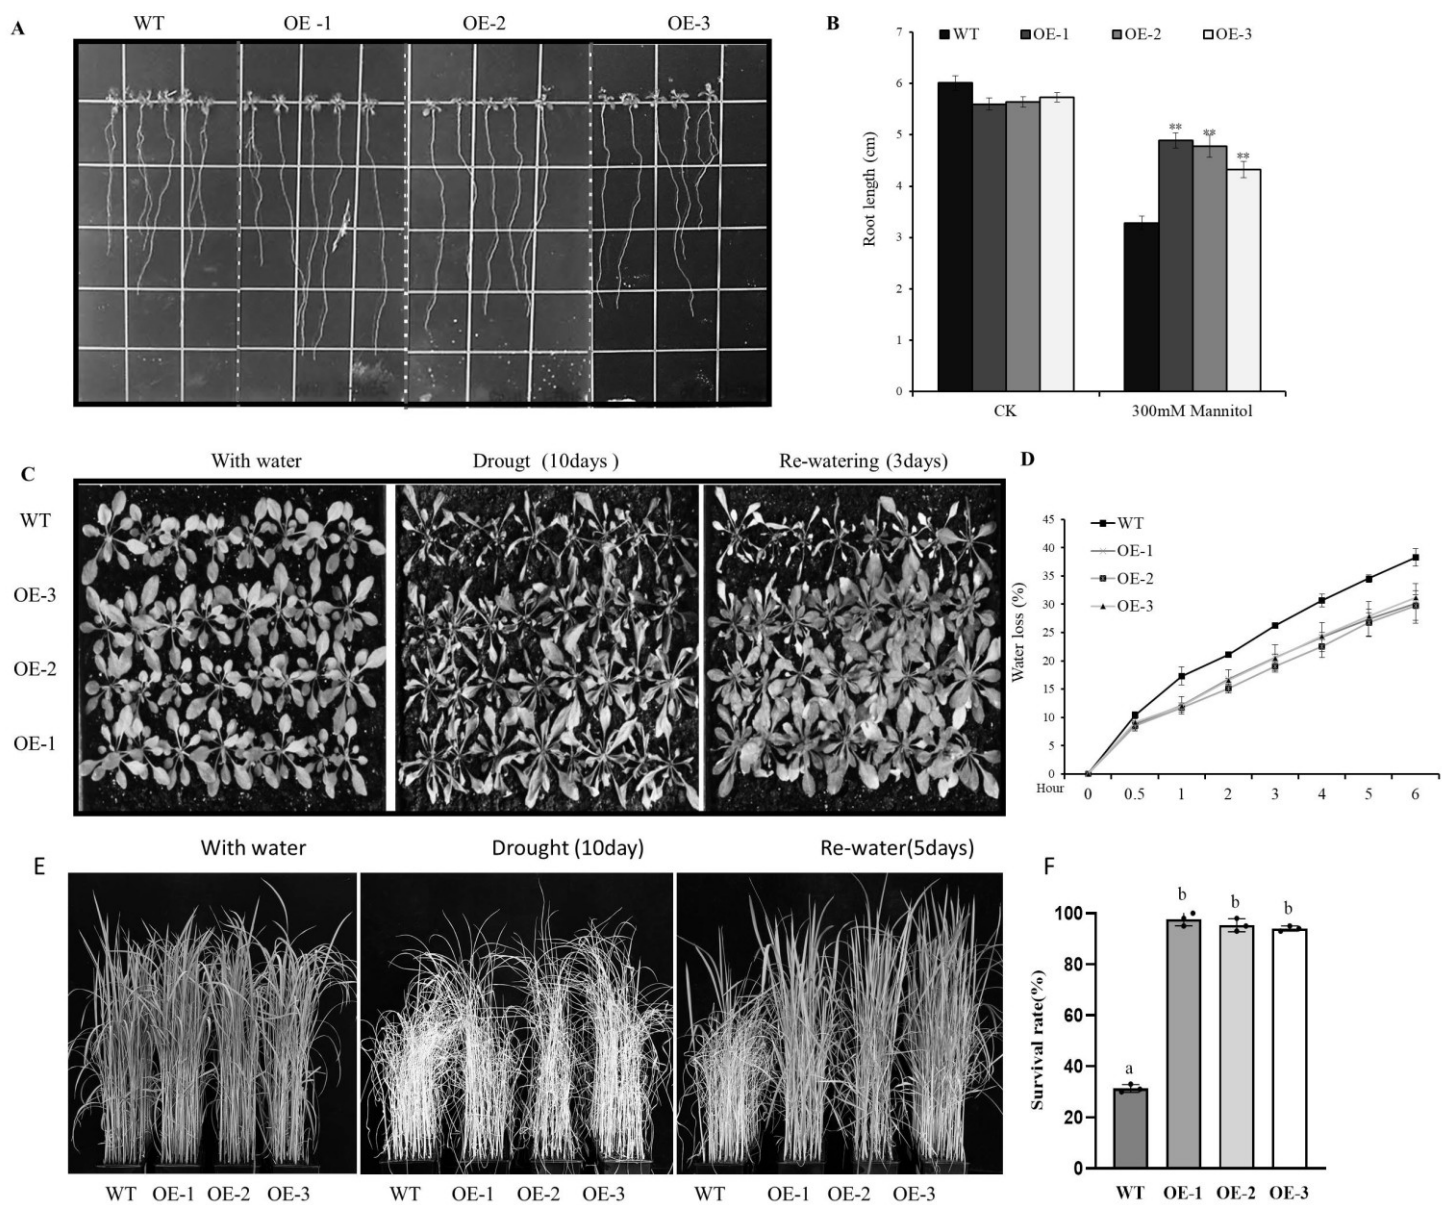 A
WT OE -1 OE-2 OE-3
B
WT OE-1 OE-2 OE-3
7
6
5
4
3
2
1
0
Root length (cm)
** ** **
CK 300mM Mannitol
C
With water Drougt (10days ) Re-watering (3days)
WT
OE-3
OE-2
OE-1
D
45
40
35
30
25
20
15
10
5
0
Water loss (%)
WT
OE-1
OE-2
OE-3
Hour 0 0.5 1 2 3 4 5 6
E
With water Drought (10day) Re-water(5days)
WT OE-1 OE-2 OE-3 WT OE-1 OE-2 OE-3 WT OE-1 OE-2 OE-3
F
100
80
60
40
20
0
Survival rate(%)
a b b b
WT OE-1 OE-2 OE-3